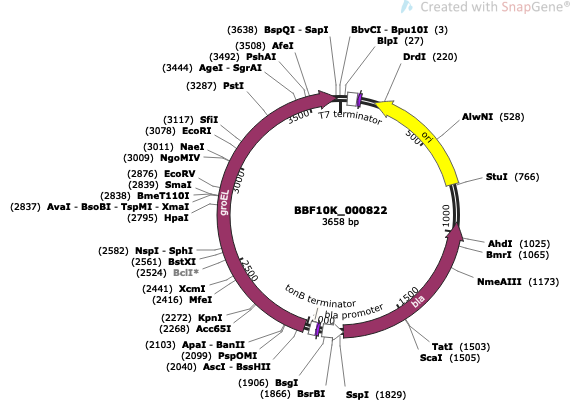 Created with SnapGene®
(3638) BspQI - SapI
BbvCI - Bpu10I (3)
(3508) AfeI
BlpI (27)
(3492) PshAI
DrdI (220)
(3444) AgeI - SgrAI
(3287) PstI
T7 terminator
3500
ori
500
AlwNI (528)
(3117) SfiI
(3078) EcoRI
(3011) NaeI
(3009) NgoMIV
(2876) EcoRV
(2839) SmaI
(2838) BmeT110I
(2837) AvaI - BsoBI - TspMI - XmaI
(2795) HpaI
3000
groEL
StuI (766)
BBF10K_000822
3658 bp
1000
(2582) NspI - SphI
(2561) BstXI
(2524) BclI*
(2441) XcmI
(2416) MfeI
2500
AhdI (1025)
BmrI (1065)
NmeAIII (1173)
tonB terminator
bla promoter
1500
bla
(2272) KpnI
(2268) Acc65I
(2103) ApaI - BanII
(2099) PspOMI
(2040) AscI - BssHII
TatI (1503)
ScaI (1505)
(1906) BsgI
(1866) BsrBI
SspI (1829)